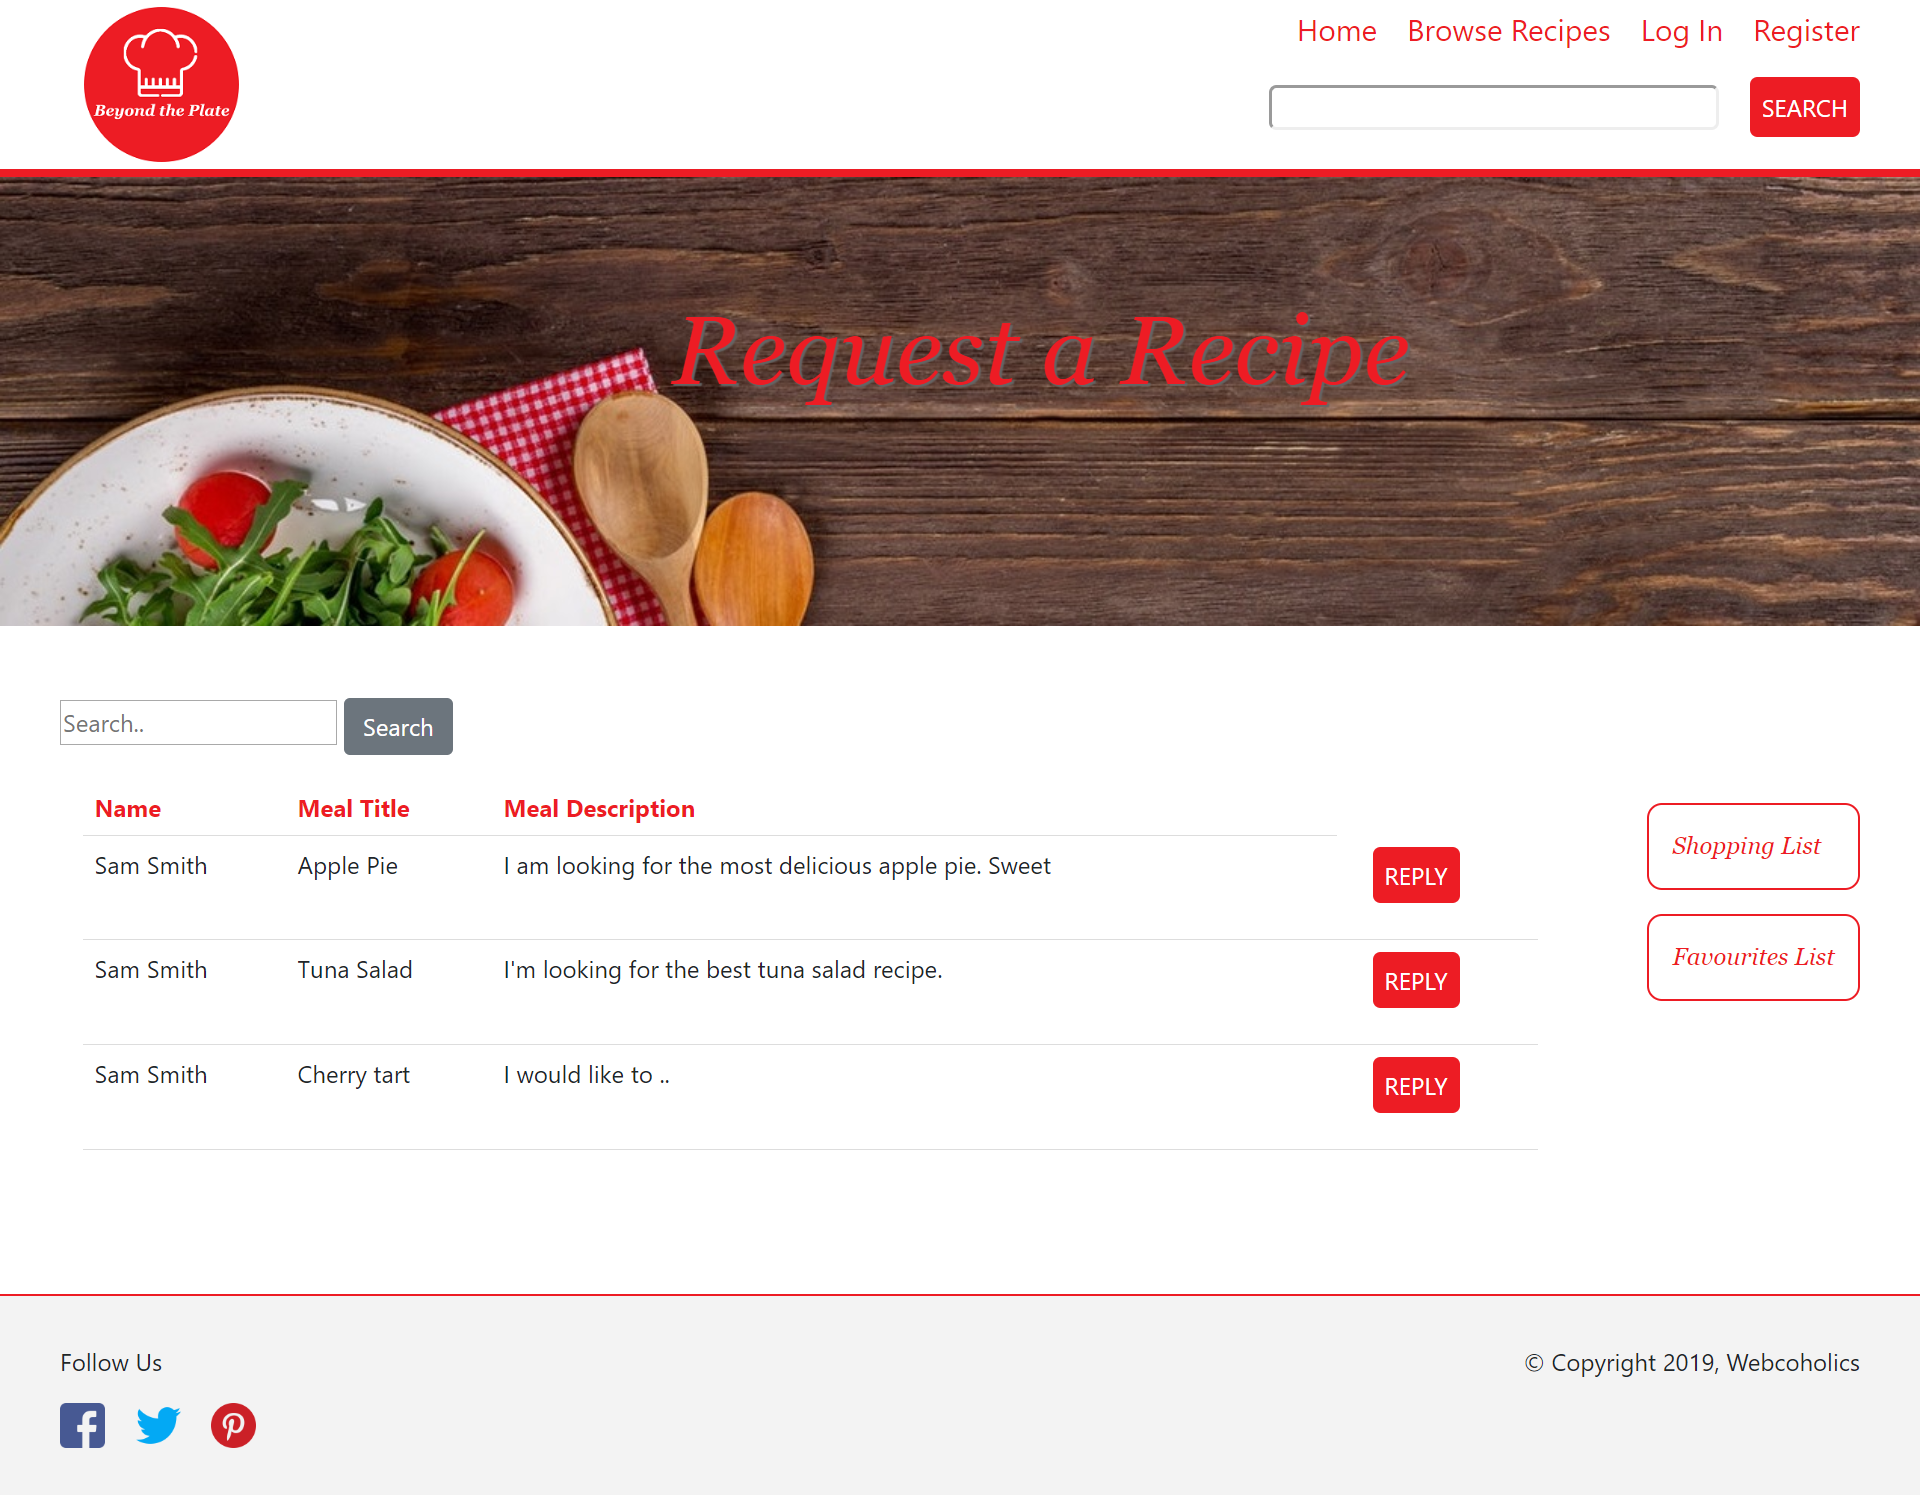 Beyond the Plate
Home Browse Recipes Log In Register
SEARCH
Request a Recipe
Search.. Search
Name Meal Title Meal Description
Sam Smith Apple Pie I am looking for the most delicious apple pie. Sweet REPLY
Sam Smith Tuna Salad I'm looking for the best tuna salad recipe. REPLY
Sam Smith Cherry tart I would like to .. REPLY
Shopping List
Favourites List
Follow Us
© Copyright 2019, Webcoholics